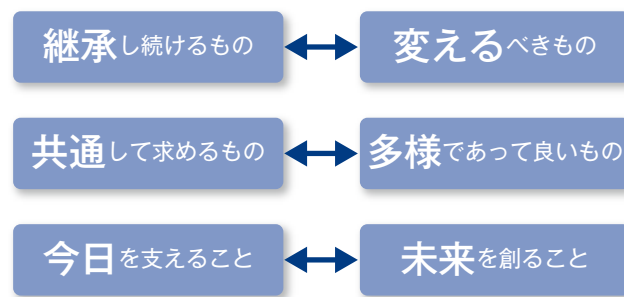 継承し続けるもの
変えるべきもの
共通して求めるもの
多様であって良いもの
今日を支えること
未来を創ること